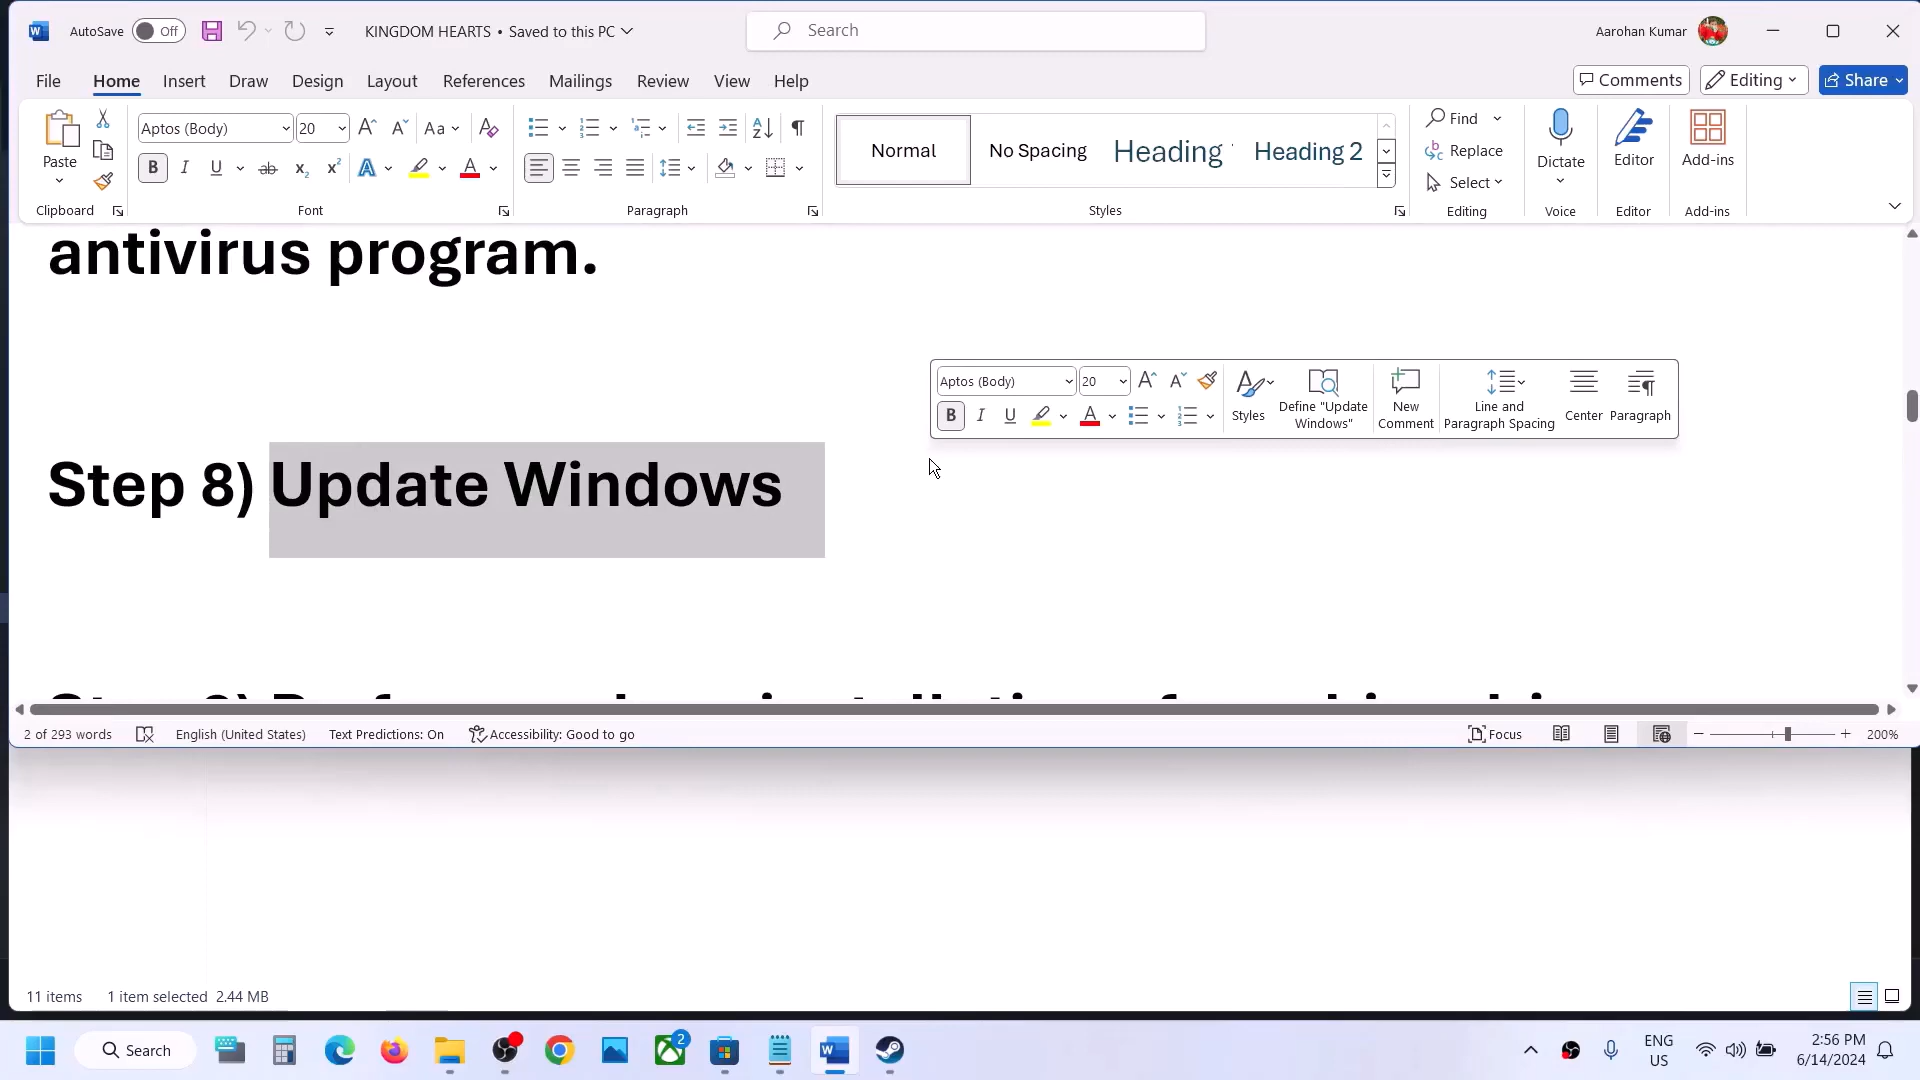 AutoSave Off KINGDOM HEARTS • Saved to this PC Search Aarohan Kumar
File Home Insert Draw Design Layout References Mailings Review View Help Comments Editing Share
Paste Aptos (Body) 20 Aa Normal No Spacing Heading Heading 2 Find Replace Select Dictate Editor Add-ins
Clipboard Font Paragraph Styles Editing Voice Editor Add-ins
antivirus program.
Aptos (Body) 20 Styles Define "Update Windows" New Comment Line and Paragraph Spacing Center Paragraph
Step 8) Update Windows
2 of 293 words English (United States) Text Predictions: On Accessibility: Good to go Focus 200%
11 items 1 item selected 2.44 MB
Search 2 ENG US 2:56 PM 6/14/2024